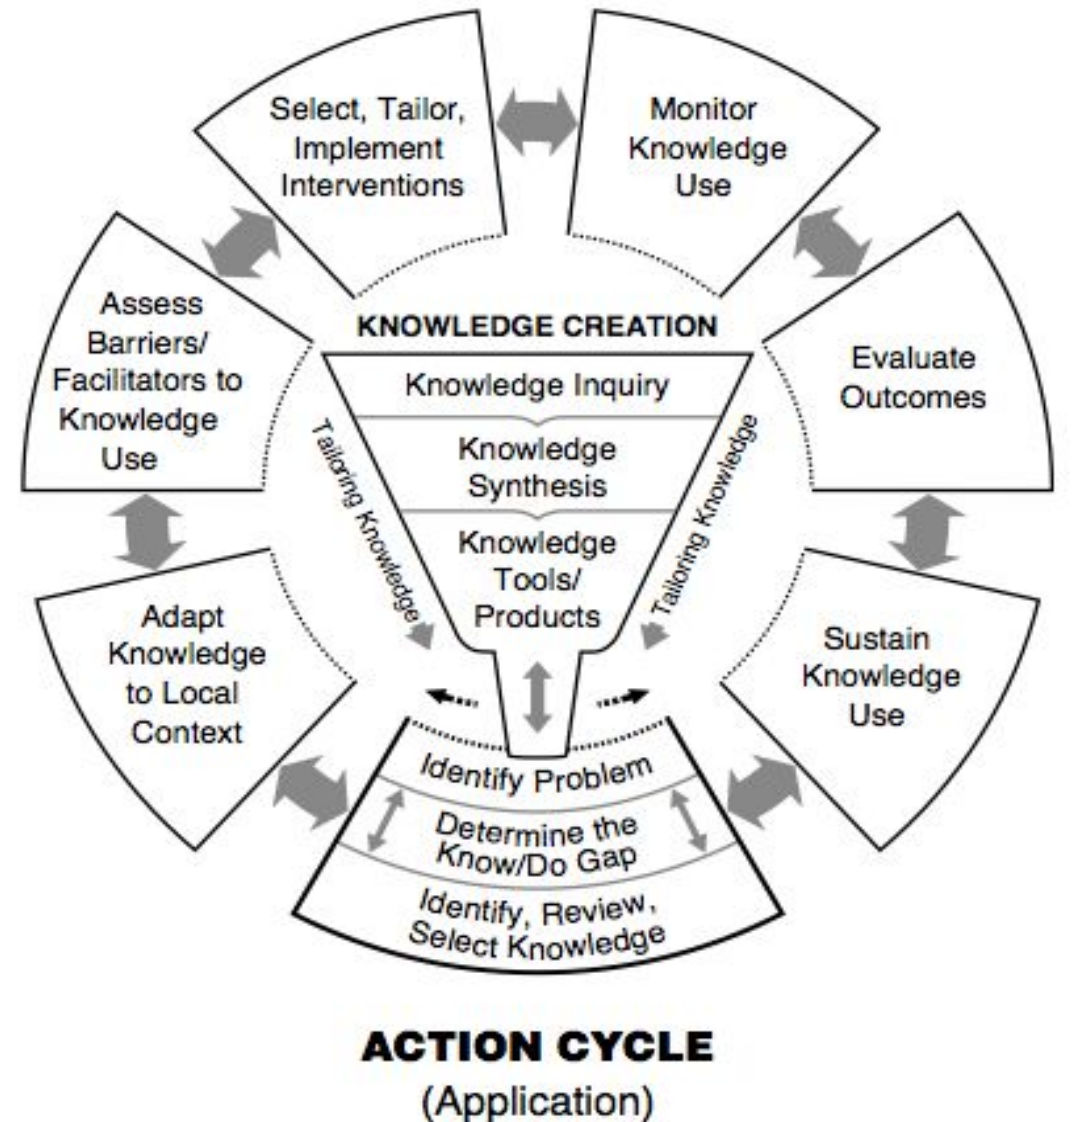 Select, Tailor,
Implement
Interventions
Monitor
Knowledge
Use
Assess
Barriers/
Facilitators to
Knowledge
Use
KNOWLEDGE CREATION
Knowledge Inquiry
Knowledge
Synthesis
Knowledge
Tools/
Products
Tailoring Knowledge
Tailoring Knowledge
Evaluate
Outcomes
Adapt
Knowledge
to Local
Context
Sustain
Knowledge
Use
Identify Problem
Determine the
Know/Do Gap
Identify, Review,
Select Knowledge
ACTION CYCLE
(Application)